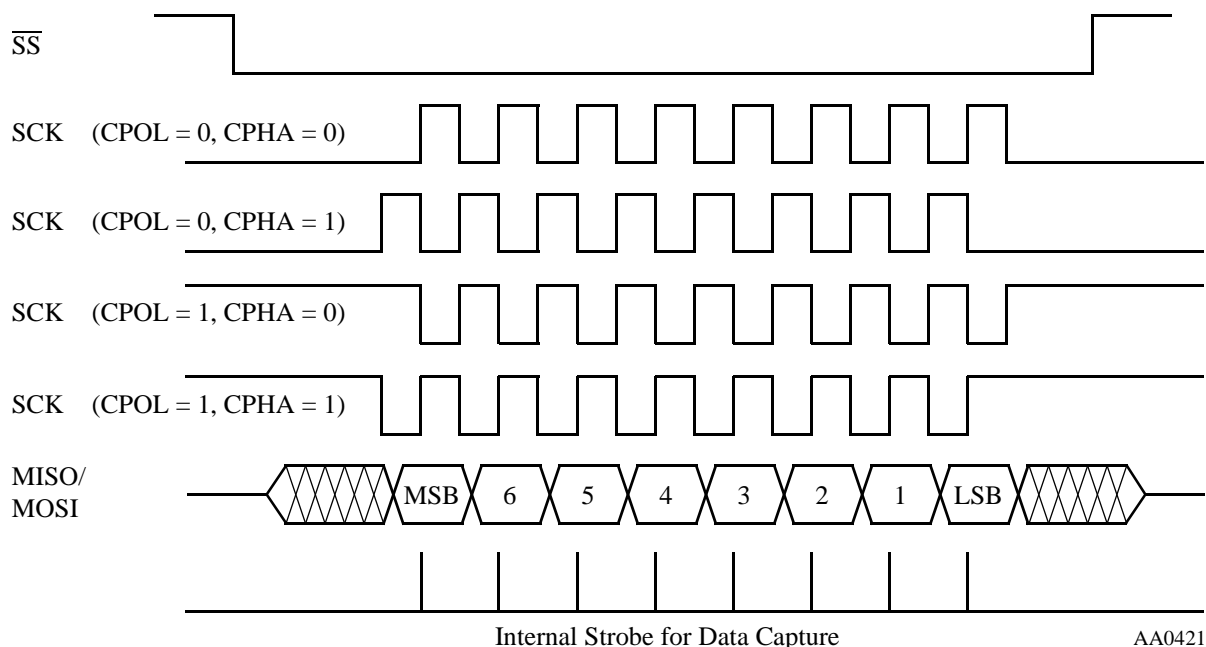 SS
SCK (CPOL = 0, CPHA = 0)
SCK (CPOL = 0, CPHA = 1)
SCK (CPOL = 1, CPHA = 0)
SCK (CPOL = 1, CPHA = 1)
MISO/
MOSI
MSB 6 5 4 3 2 1 LSB
Internal Strobe for Data Capture
AA0421